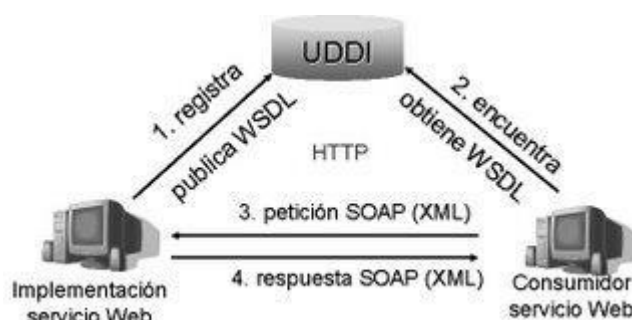 UDDI
1. registra
publica WSDL
2. encuentra
obtiene WSDL
HTTP
3. petición SOAP (XML)
4. respuesta SOAP (XML)
Implementación
servicio Web
Consumidor
servicio Web